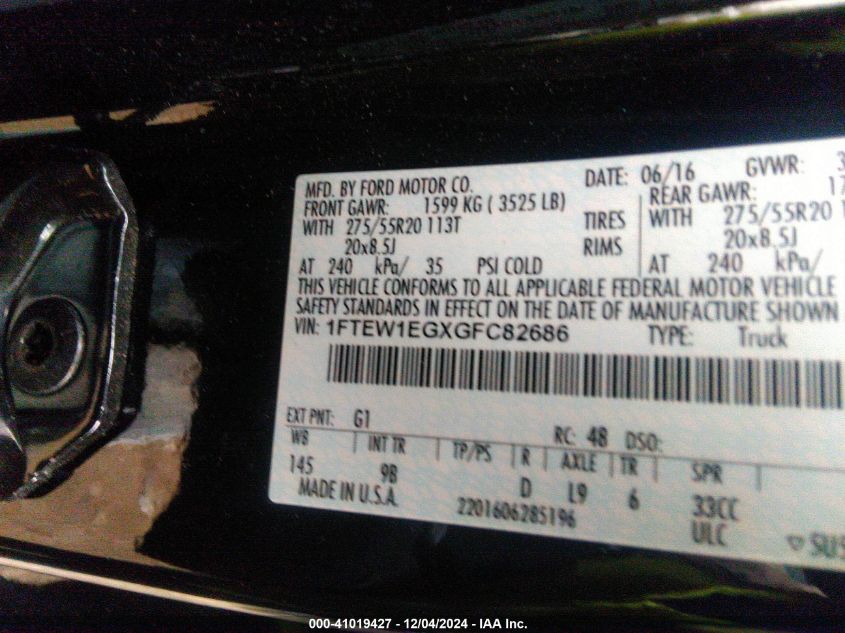 MFD. BY FORD MOTOR CO. DATE: 06/16 GVWR: 3
FRONT GAWR: 1599 KG ( 3525 LB) REAR GAWR: 17
WITH 275/55R20 113T TIRES WITH 275/55R20 1
20x8.5J RIMS 20x8.5J
AT 240 kPa/ 35 PSI COLD AT 240 kPa/
THIS VEHICLE CONFORMS TO ALL APPLICABLE FEDERAL MOTOR VEHICLE
SAFETY STANDARDS IN EFFECT ON THE DATE OF MANUFACTURE SHOWN
VIN: 1FTEW1EGXGFC82686 TYPE: Truck
EXT PNT: G1 RC: 48 DSO:
WB INT TR TP/PS R AXLE TR SPR
145 9B D L9 6 33CC
MADE IN U.S.A. 2201606285196 ULC
000-41019427 - 12/04/2024 - IAA Inc.